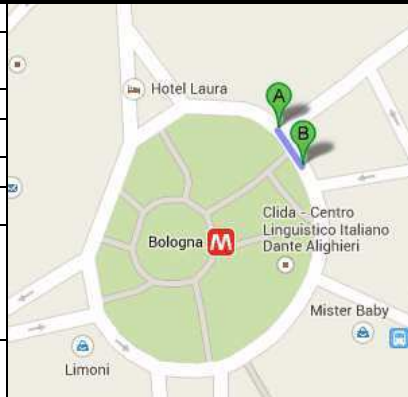 Hotel Laura
A
B
Clida - Centro
Linguistico Italiano
Dante Alighieri
Bologna M
Mister Baby
Limoni